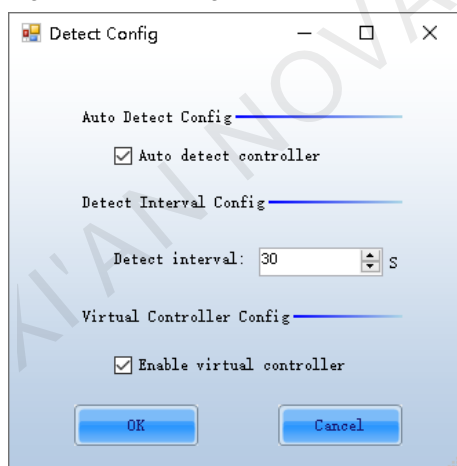 Detect Config
Auto Detect Config
Auto detect controller
Detect Interval Config
Detect interval: 30 S
Virtual Controller Config
Enable virtual controller
OK Cancel
XI'AN NOVA